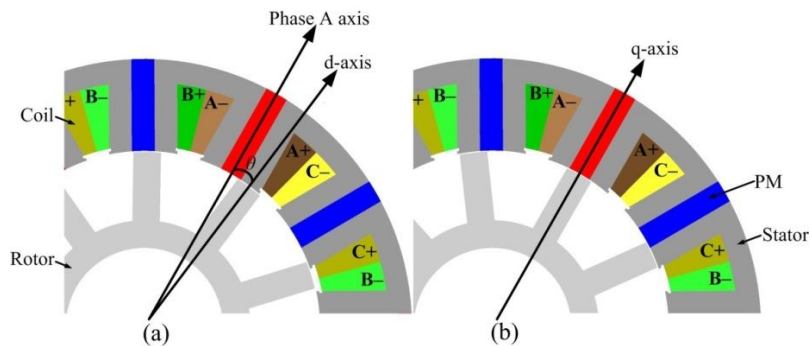 Phase A axis
d-axis
q-axis
+
B−
B+
A−
Coil
θ
A+
C−
C+
B−
Rotor
(a)
+
B−
B+
A−
A+
C−
PM
Stator
C+
B−
(b)